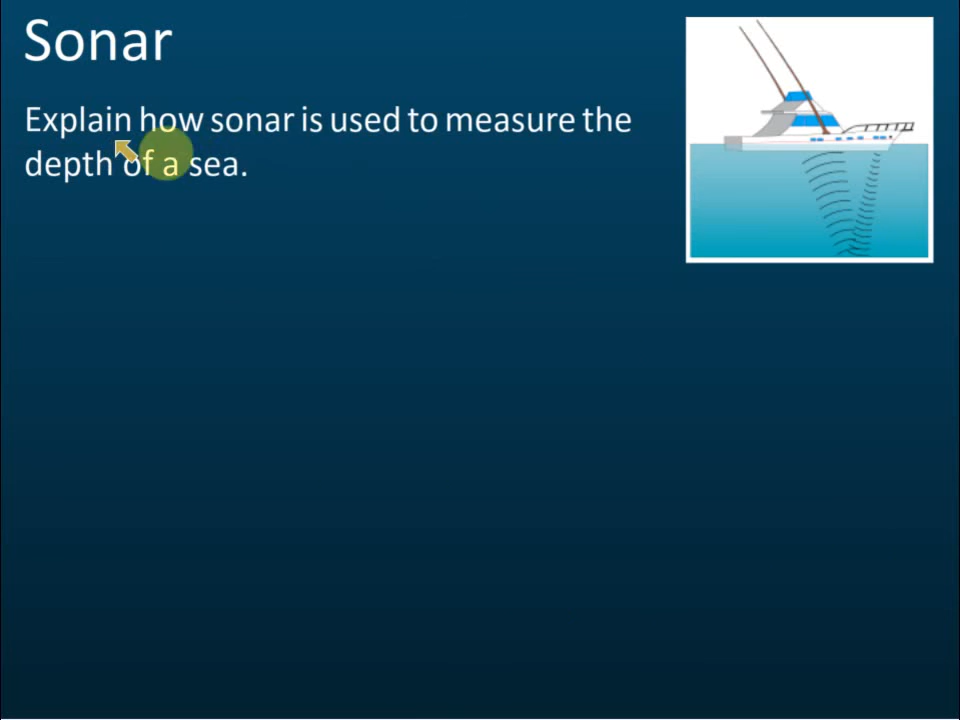 Sonar
Explain how sonar is used to measure the
depth of a sea.